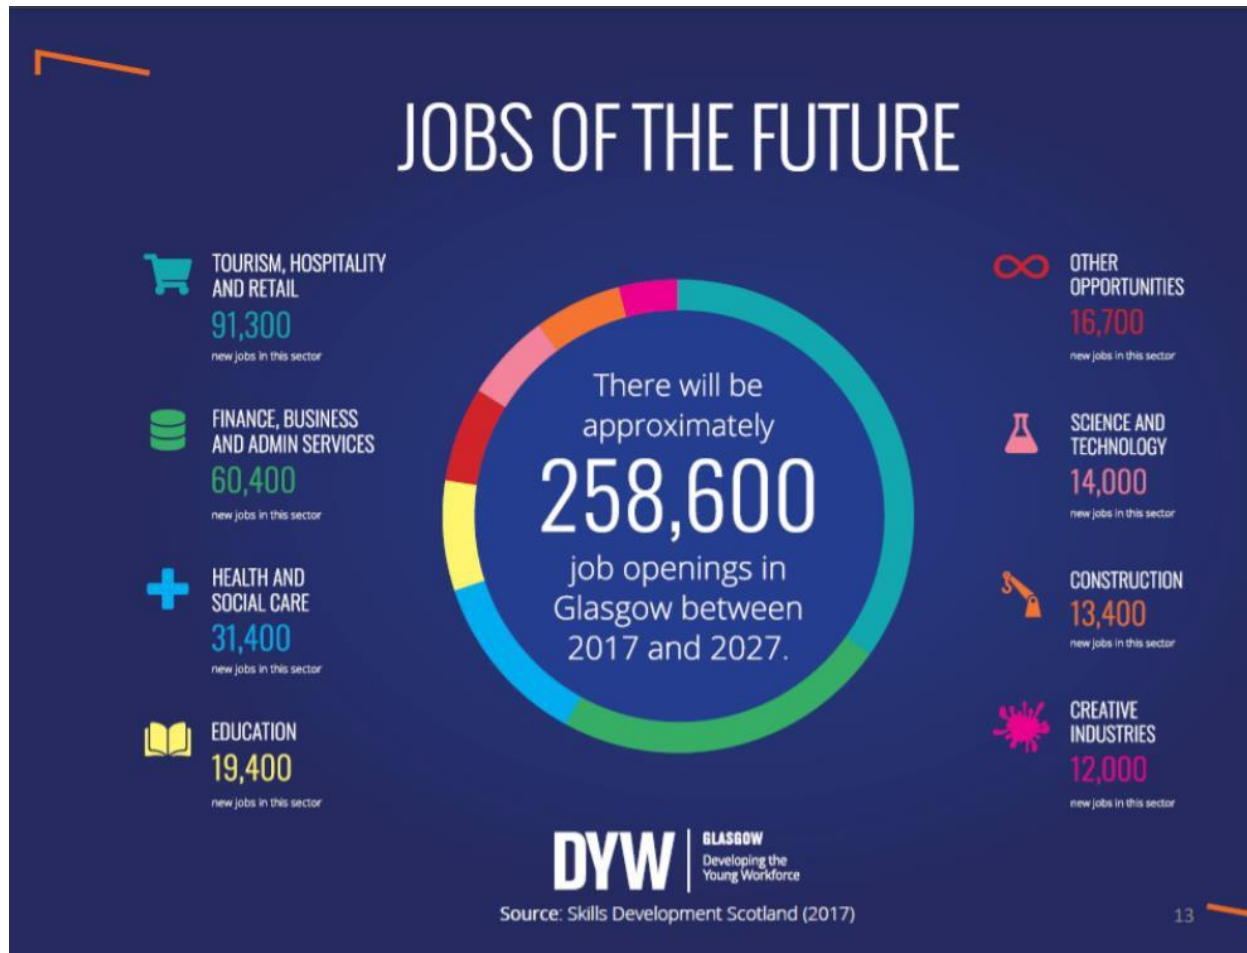 JOBS OF THE FUTURE
TOURISM, HOSPITALITY
AND RETAIL
91,300
new jobs in this sector
FINANCE, BUSINESS
AND ADMIN SERVICES
60,400
new jobs in this sector
HEALTH AND
SOCIAL CARE
31,400
new jobs in this sector
EDUCATION
19,400
new jobs in this sector
There will be
approximately
258,600
job openings in
Glasgow between
2017 and 2027.
OTHER
OPPORTUNITIES
16,700
new jobs in this sector
SCIENCE AND
TECHNOLOGY
14,000
new jobs in this sector
CONSTRUCTION
13,400
new jobs in this sector
CREATIVE
INDUSTRIES
12,000
new jobs in this sector
DYW
GLASGOW
Developing the
Young Workforce
Source: Skills Development Scotland (2017)
13